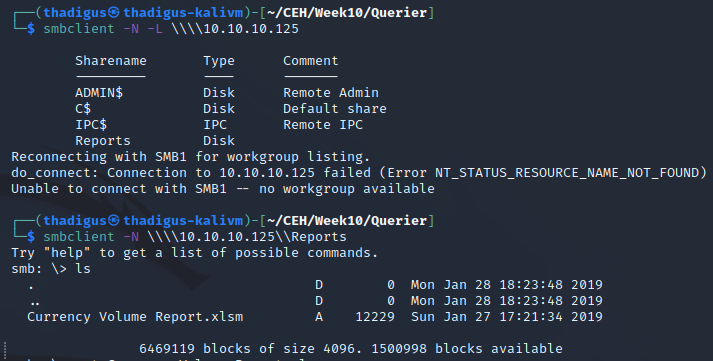 ┌──(thadigus㉿thadigus-kalivm)-[~/CEH/Week10/Querier]
└─$ smbclient -N -L \\\\10.10.10.125
Sharename Type Comment
--------- ---- -------
ADMIN$ Disk Remote Admin
C$ Disk Default share
IPC$ IPC Remote IPC
Reports Disk
Reconnecting with SMB1 for workgroup listing.
do_connect: Connection to 10.10.10.125 failed (Error NT_STATUS_RESOURCE_NAME_NOT_FOUND)
Unable to connect with SMB1 -- no workgroup available
┌──(thadigus㉿thadigus-kalivm)-[~/CEH/Week10/Querier]
└─$ smbclient -N \\\\10.10.10.125\\Reports
Try "help" to get a list of possible commands.
smb: \> ls
. D 0 Mon Jan 28 18:23:48 2019
.. D 0 Mon Jan 28 18:23:48 2019
Currency Volume Report.xlsm A 12229 Sun Jan 27 17:21:34 2019
6469119 blocks of size 4096. 1500998 blocks available